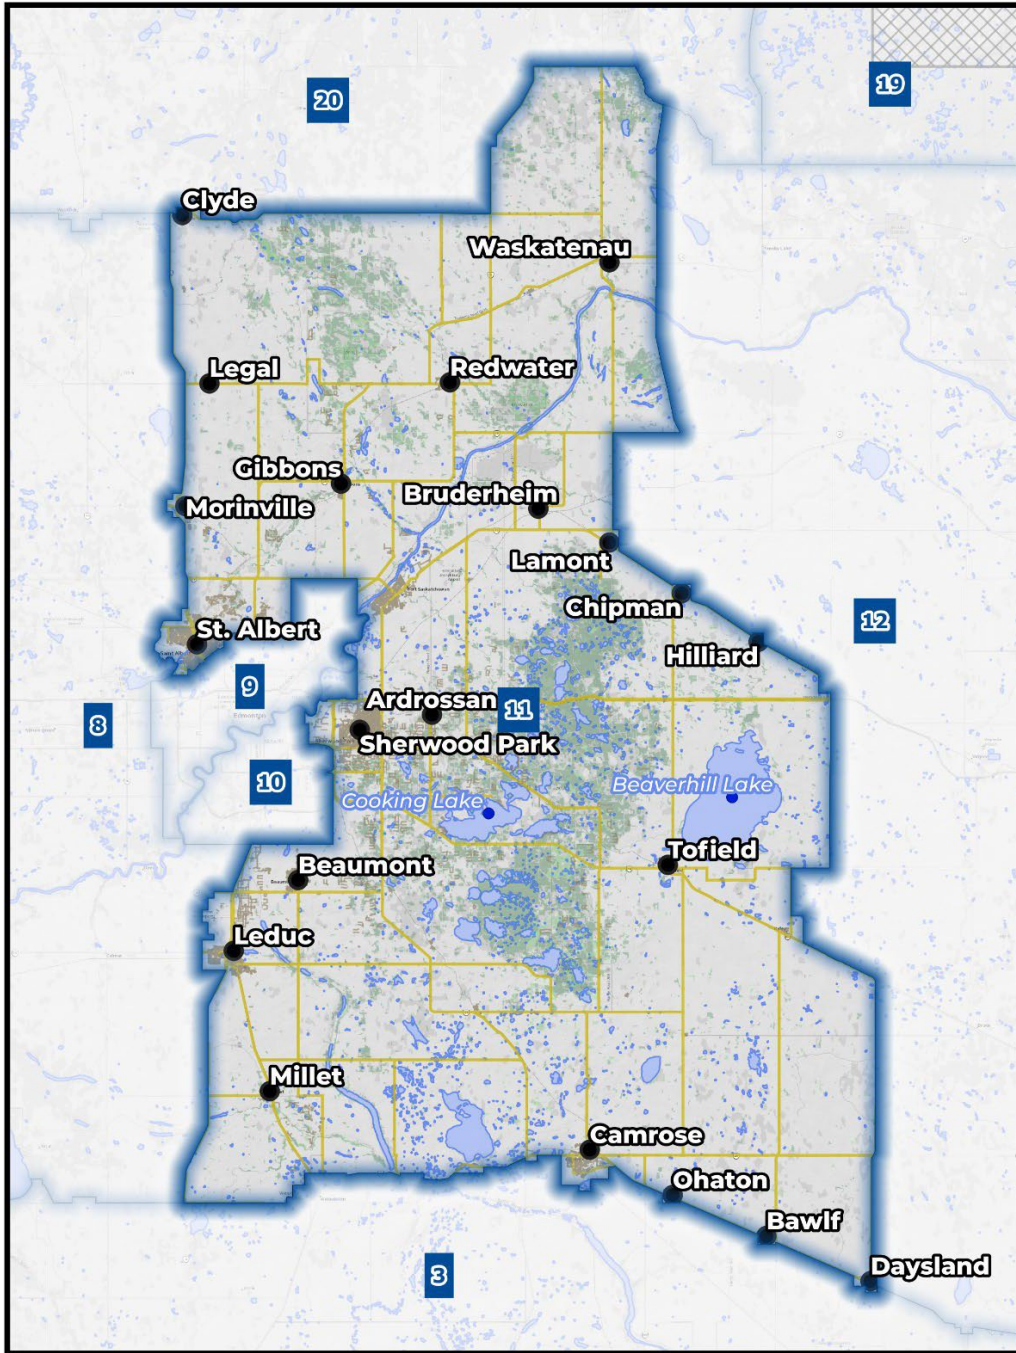 20
19
Clyde
Waskatenau
Legal
Redwater
Gibbons
Bruderheim
Morinville
Lamont
Chipman
St. Albert
12
Hilliard
9
Ardrossan
11
8
Edmonton
Sherwood Park
10
Beaverhill Lake
Cooking Lake
Tofield
Beaumont
Leduc
Millet
Camrose
Ohaton
Bawlf
3
Daysland